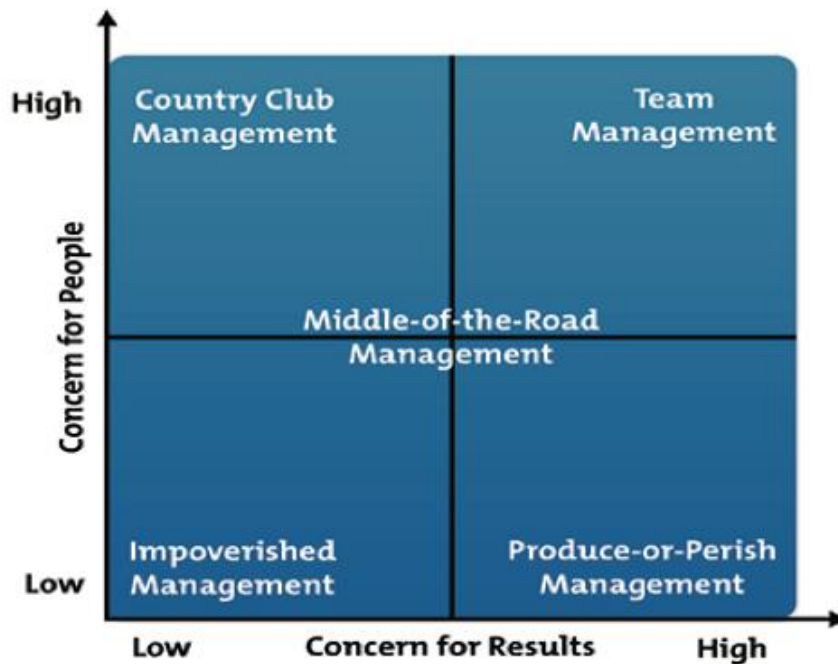 High
Country Club
Management
Team
Management
Concern for People
Middle-of-the-Road
Management
Impoverished
Management
Produce-or-Perish
Management
Low
Low
Concern for Results
High